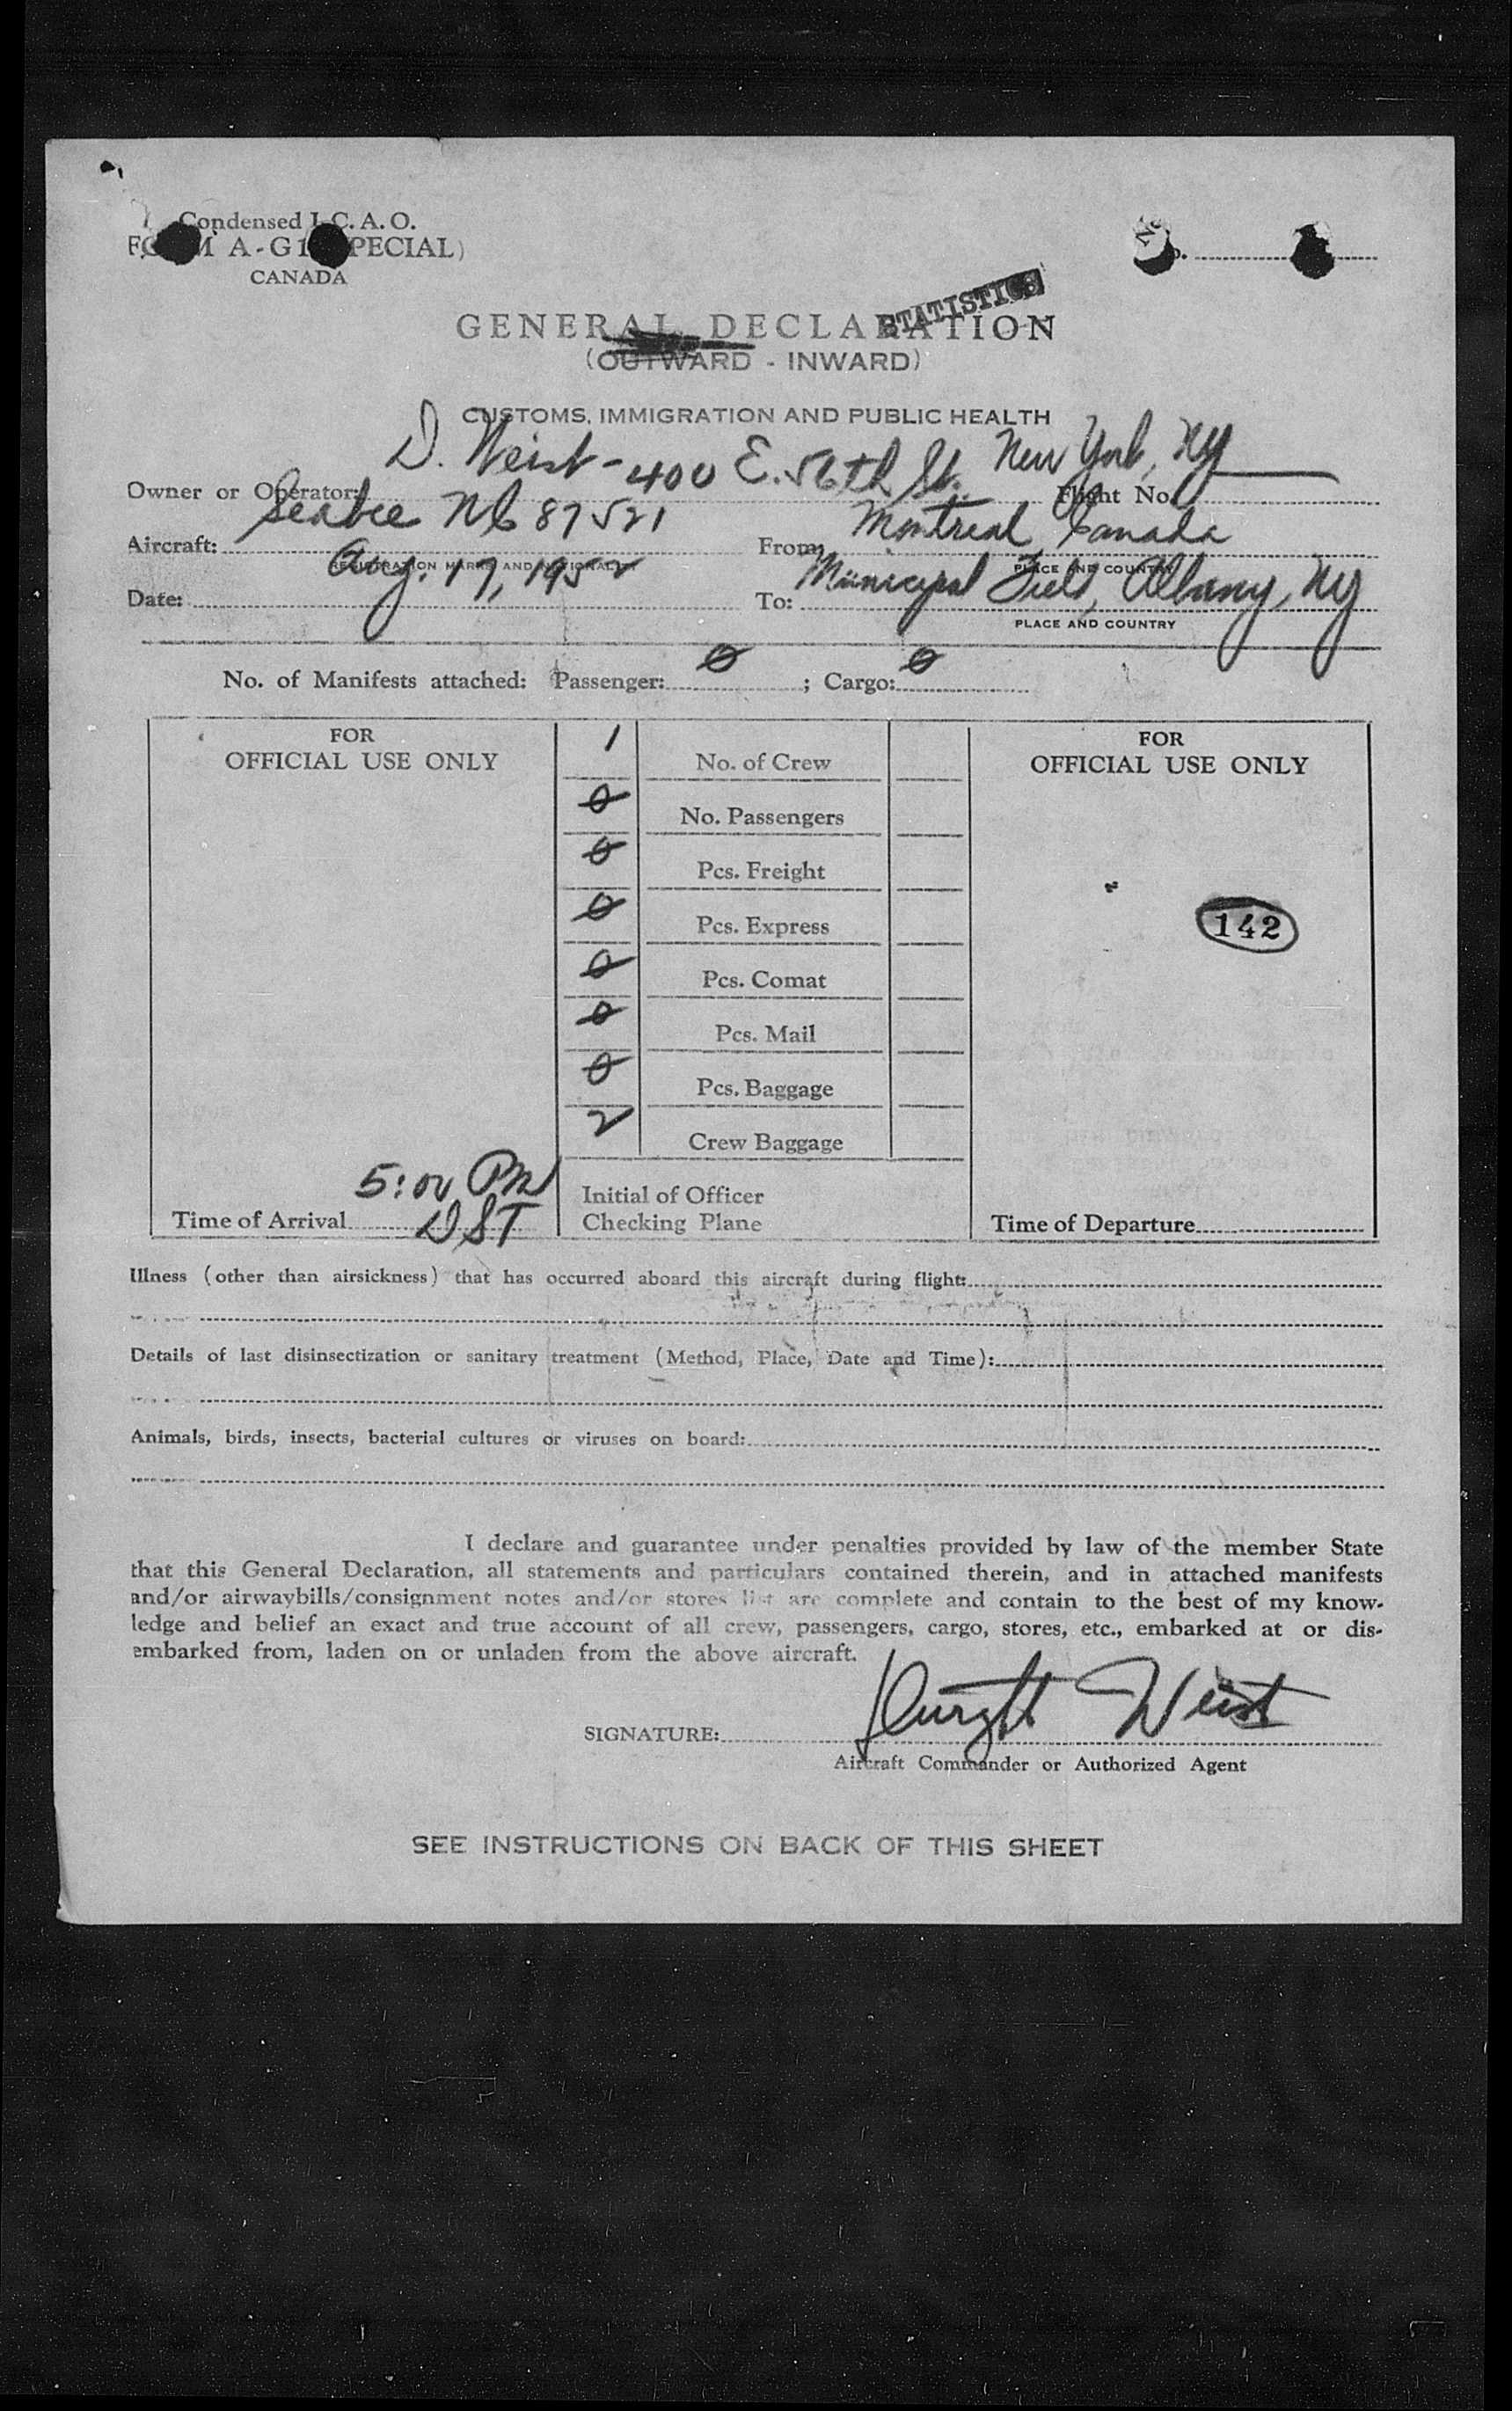 Condensed I.C.A.O.
FORM A-G1 (SPECIAL)
CANADA
STATISTICS
GENERAL DECLARATION
(OUTWARD - INWARD)
CUSTOMS, IMMIGRATION AND PUBLIC HEALTH
D. Weist - 400 E. 56th St. New York, NY
Owner or Operator: Flight No.
Seabee NC 87521 Montreal Canada
Aircraft: From:
REGISTRATION MARKS AND NATIONALITY PLACE AND COUNTRY
Aug. 17, 1952 Municipal Field, Albany, NY
Date: To:
PLACE AND COUNTRY
No. of Manifests attached: Passenger: 0 ; Cargo: 0
FOR OFFICIAL USE ONLY
1 No. of Crew
0 No. Passengers
0 Pcs. Freight
0 Pcs. Express
0 Pcs. Comat
0 Pcs. Mail
0 Pcs. Baggage
2 Crew Baggage
FOR OFFICIAL USE ONLY
142
5:00 PM
Time of Arrival DST
Initial of Officer
Checking Plane
Time of Departure
Illness (other than airsickness) that has occurred aboard this aircraft during flight:
Details of last disinsectization or sanitary treatment (Method, Place, Date and Time):
Animals, birds, insects, bacterial cultures or viruses on board:
I declare and guarantee under penalties provided by law of the member State
that this General Declaration, all statements and particulars contained therein, and in attached manifests
and/or airwaybills/consignment notes and/or stores list are complete and contain to the best of my know-
ledge and belief an exact and true account of all crew, passengers, cargo, stores, etc., embarked at or dis-
embarked from, laden on or unladen from the above aircraft.
SIGNATURE: Weist
Aircraft Commander or Authorized Agent
SEE INSTRUCTIONS ON BACK OF THIS SHEET